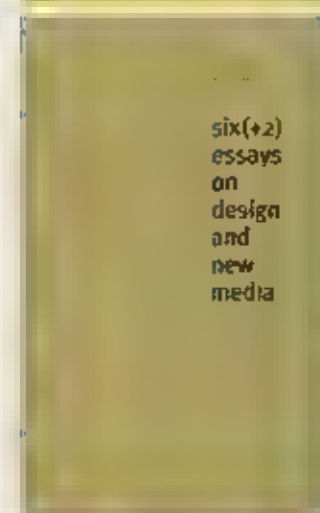 six(+2)
essays
on
design
and
new
media